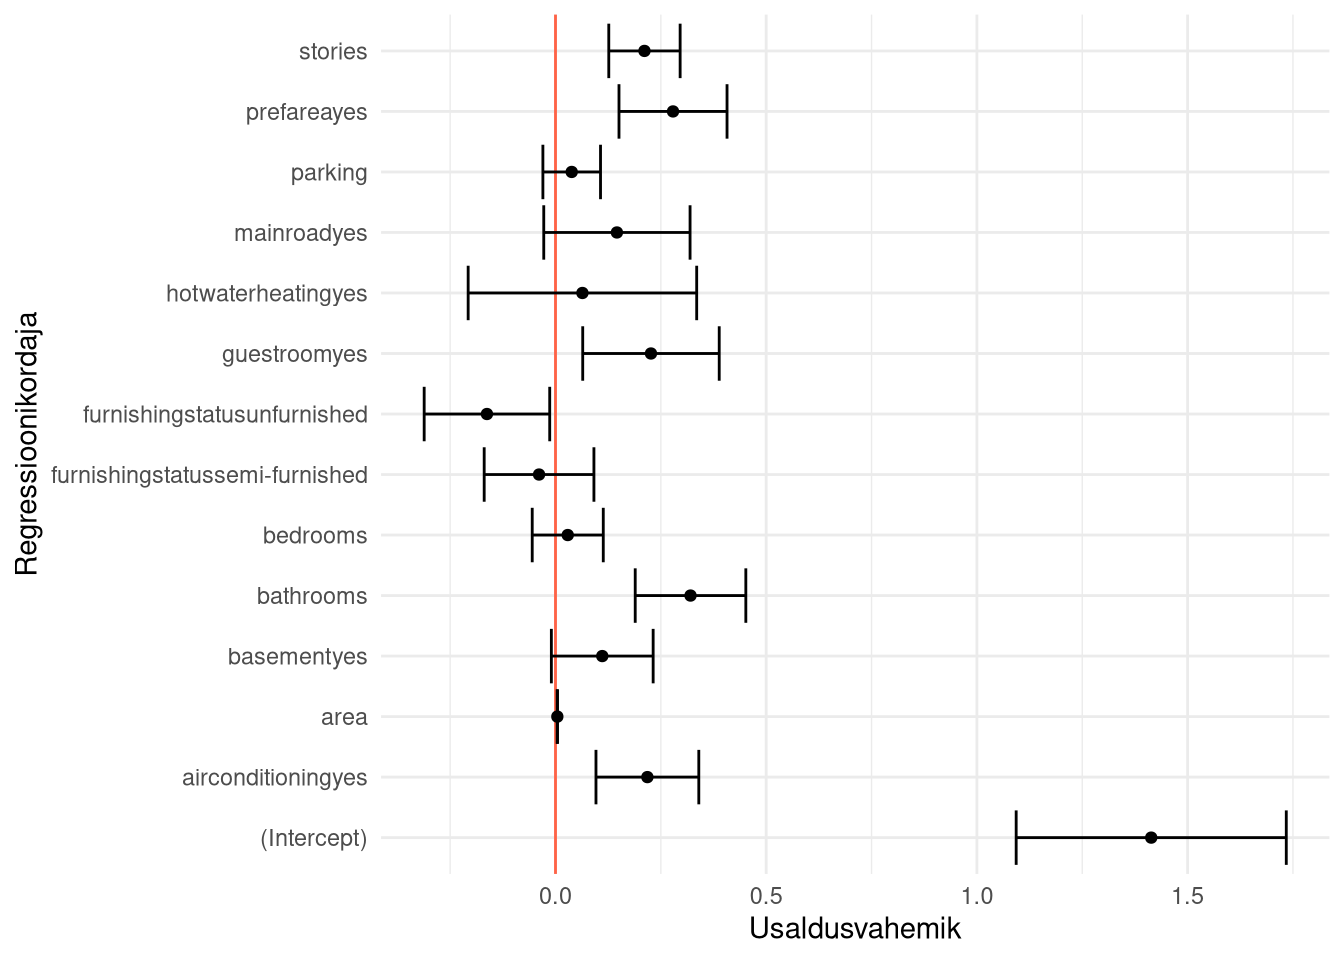 stories
prefareayes
parking
mainroadyes
hotwaterheatingyes
guestroomyes
furnishingstatusunfurnished
furnishingstatussemi-furnished
bedrooms
bathrooms
basementyes
area
airconditioningyes
(Intercept)
Regressioonikordaja
0.0 0.5 1.0 1.5
Usaldusvahemik